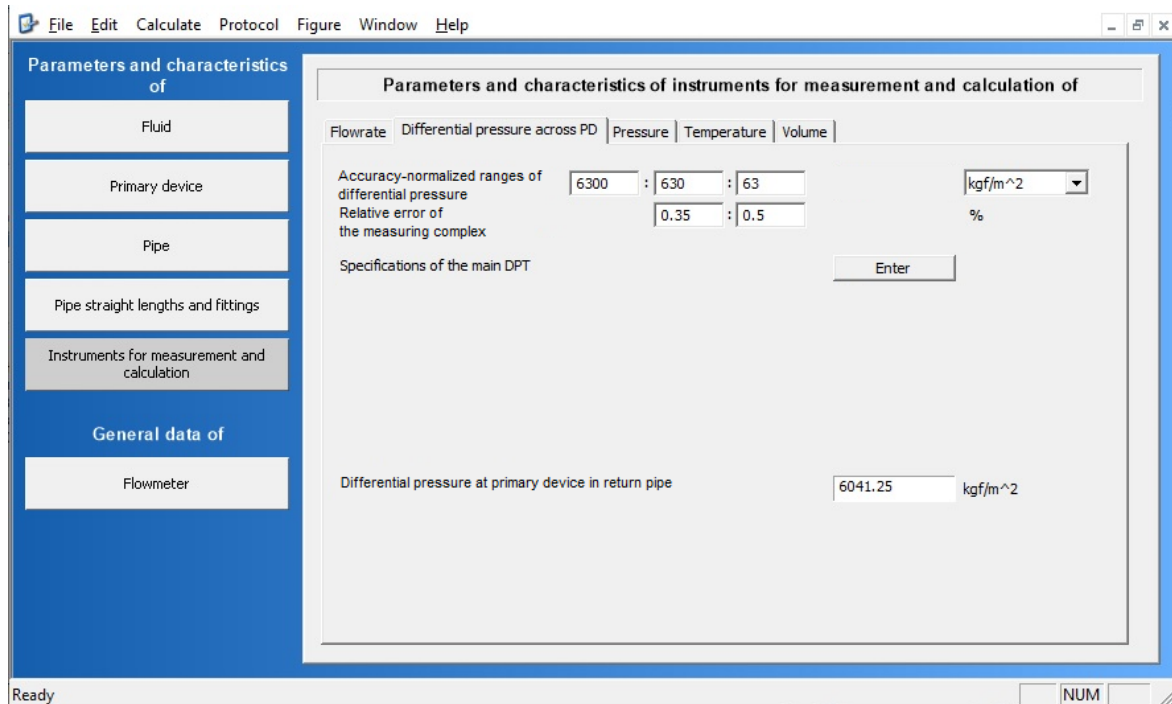 File Edit Calculate Protocol Figure Window Help
Parameters and characteristics
of
Fluid
Primary device
Pipe
Pipe straight lengths and fittings
Instruments for measurement and
calculation
General data of
Flowmeter
Parameters and characteristics of instruments for measurement and calculation of
Flowrate Differential pressure across PD Pressure Temperature Volume
Accuracy-normalized ranges of
differential pressure
6300 : 630 : 63 kgf/m^2
Relative error of
the measuring complex
0.35 : 0.5 %
Specifications of the main DPT Enter
Differential pressure at primary device in return pipe 6041.25 kgf/m^2
Ready NUM